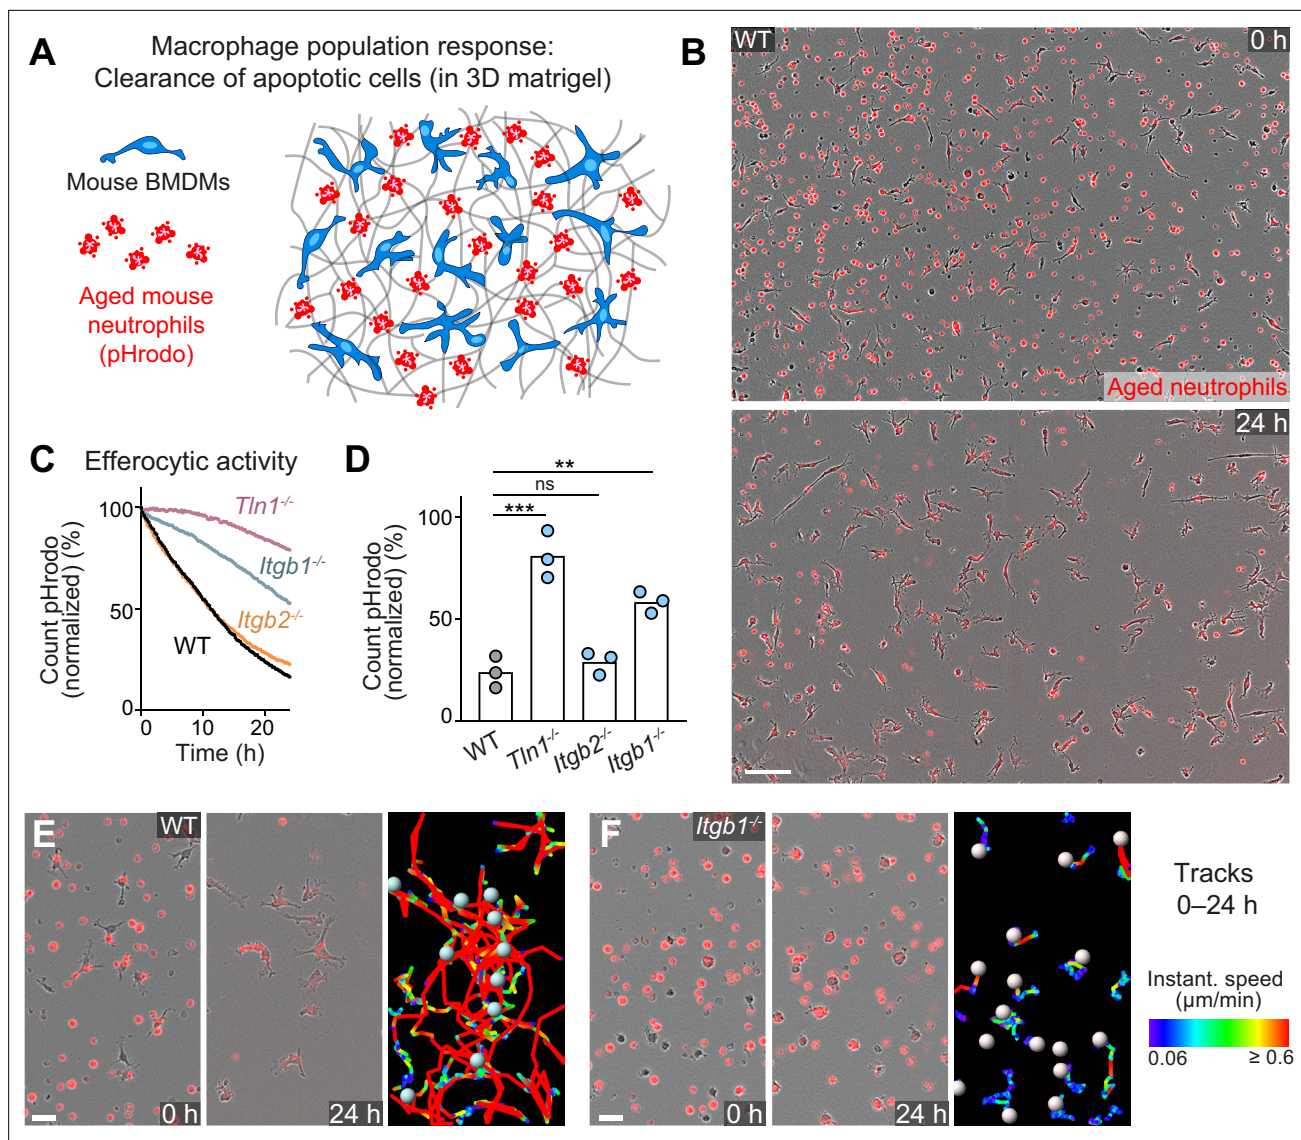 A
Macrophage population response:
Clearance of apoptotic cells (in 3D matrigel)
Mouse BMDMs
Aged mouse
neutrophils
(pHrodo)
B
WT
0 h
Aged neutrophils
24 h
C
Efferocytic activity
Count pHrodo
(normalized) (%)
100
50
0
Tln1-/-
Itgb1-/-
Itgb2-/-
WT
0
10
20
Time (h)
D
Count pHrodo
(normalized) (%)
100
50
0
**
ns
***
WT
Tln1-/-
Itgb2-/-
Itgb1-/-
E
WT
0 h
24 h
F
Itgb1-/-
0 h
24 h
Tracks
0–24 h
Instant. speed
(µm/min)
0.06
≥ 0.6